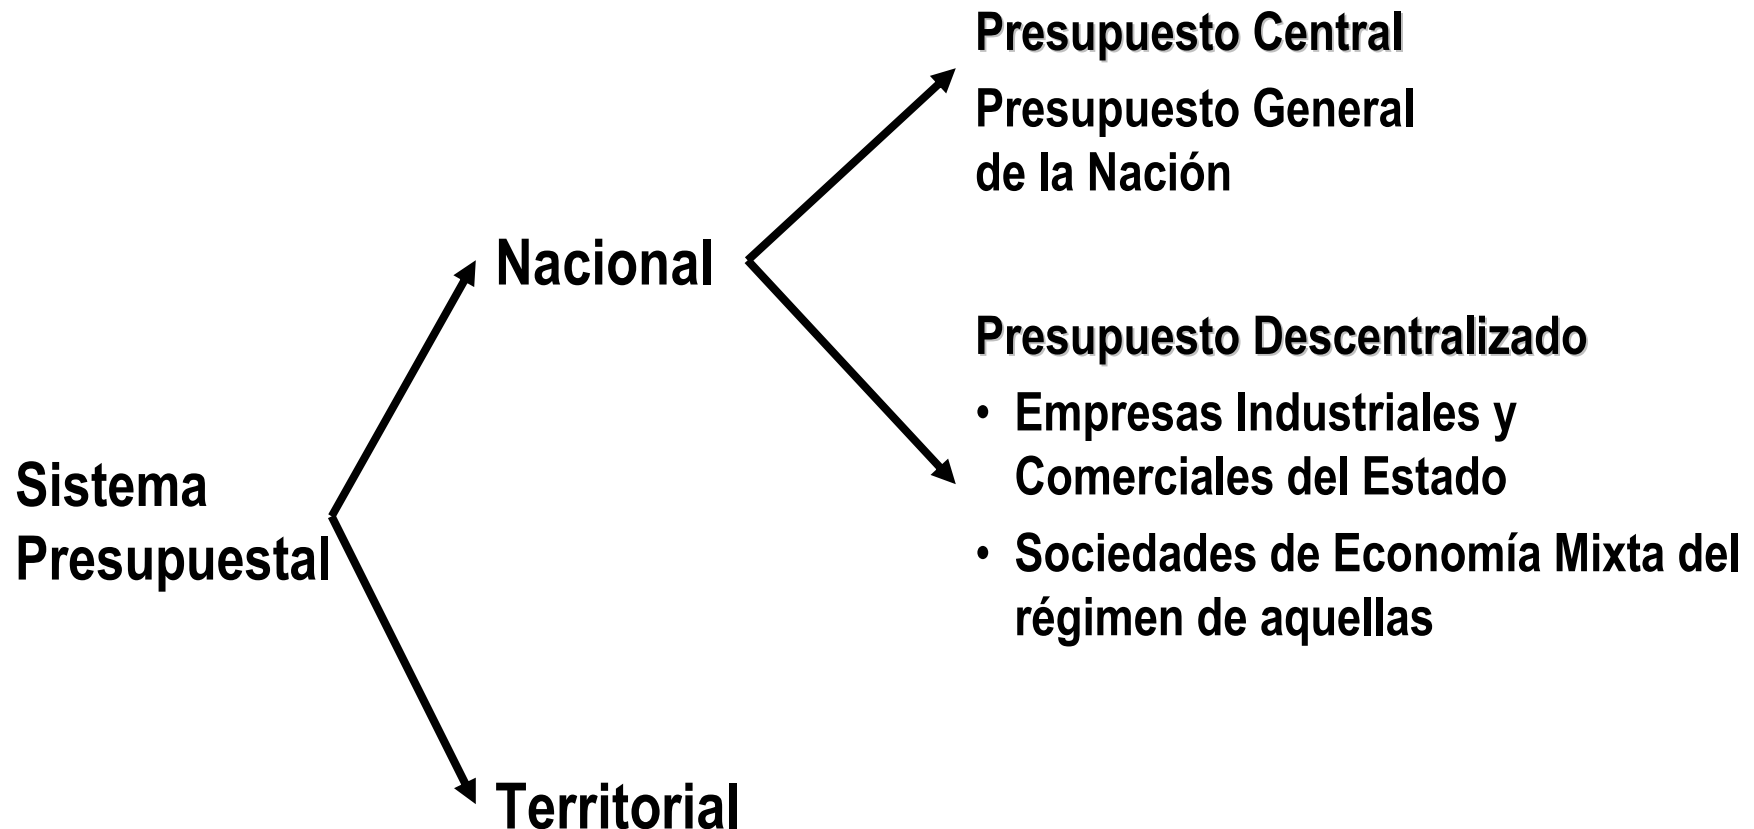 Sistema
Presupuestal
Nacional
Presupuesto Central
Presupuesto General
de la Nación
Presupuesto Descentralizado
• Empresas Industriales y
Comerciales del Estado
• Sociedades de Economía Mixta del
régimen de aquellas
Territorial